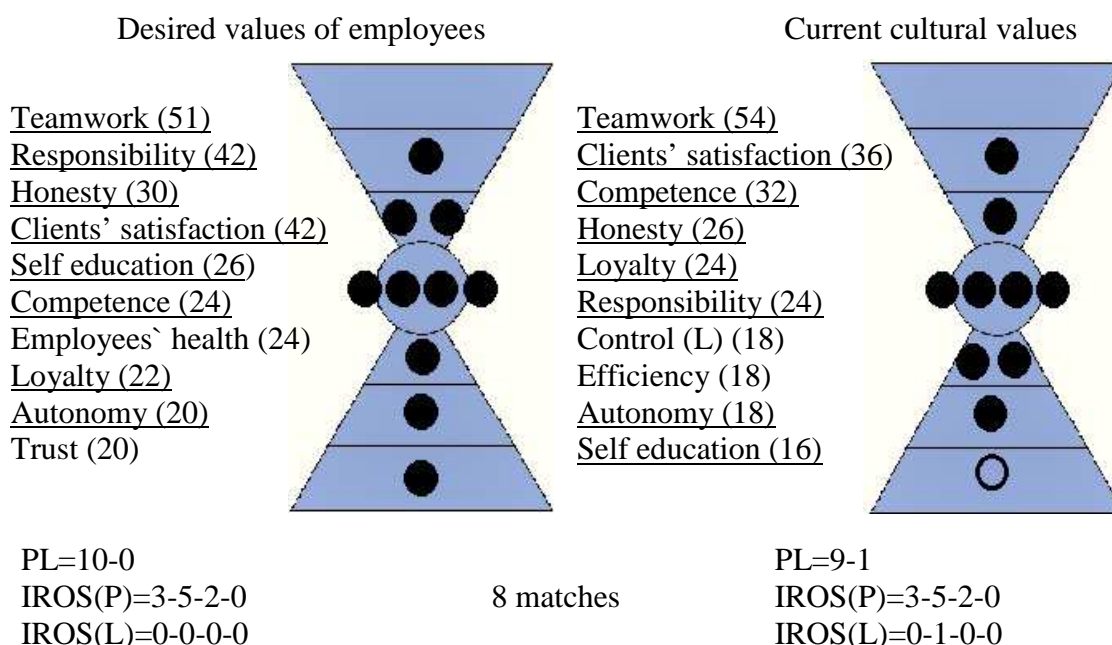 Desired values of employees
Teamwork (51)
Responsibility (42)
Honesty (30)
Clients' satisfaction (42)
Self education (26)
Competence (24)
Employees` health (24)
Loyalty (22)
Autonomy (20)
Trust (20)
PL=10-0
IROS(P)=3-5-2-0
IROS(L)=0-0-0-0
8 matches
Current cultural values
Teamwork (54)
Clients' satisfaction (36)
Competence (32)
Honesty (26)
Loyalty (24)
Responsibility (24)
Control (L) (18)
Efficiency (18)
Autonomy (18)
Self education (16)
PL=9-1
IROS(P)=3-5-2-0
IROS(L)=0-1-0-0